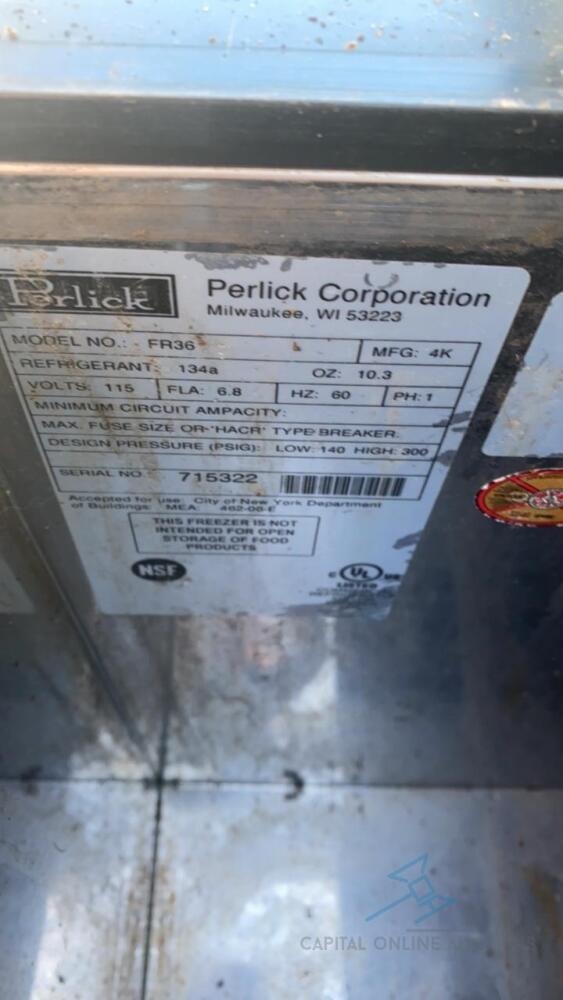 Perlick
Perlick Corporation
Milwaukee, WI 53223
MODEL NO.: FR36
MFG: 4K
REFRIGERANT: 134a
OZ: 10.3
VOLTS: 115 FLA: 6.8 HZ: 60 PH: 1
MINIMUM CIRCUIT AMPACITY:
MAX. FUSE SIZE OR "HACR" TYPE BREAKER:
DESIGN PRESSURE (PSIG): LOW: 140 HIGH: 300
SERIAL NO. 715322
Accepted for use City of New York Department
of Buildings MEA 462-06-E
THIS FREEZER IS NOT
INTENDED FOR OPEN
STORAGE OF FOOD
PRODUCTS
NSF
C UL US
LISTED
CAPITAL ONLINE